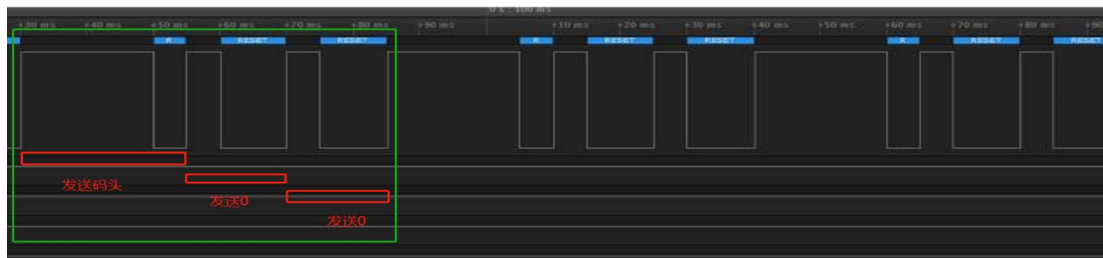 0 s : 100 ms
+30 ms +40 ms +50 ms +60 ms +70 ms +80 ms +90 ms +10 ms +20 ms +30 ms +40 ms +50 ms +60 ms +70 ms +80 ms +90
R RESET RESET R RESET RESET R RESET RESET
发送码头
发送0
发送0